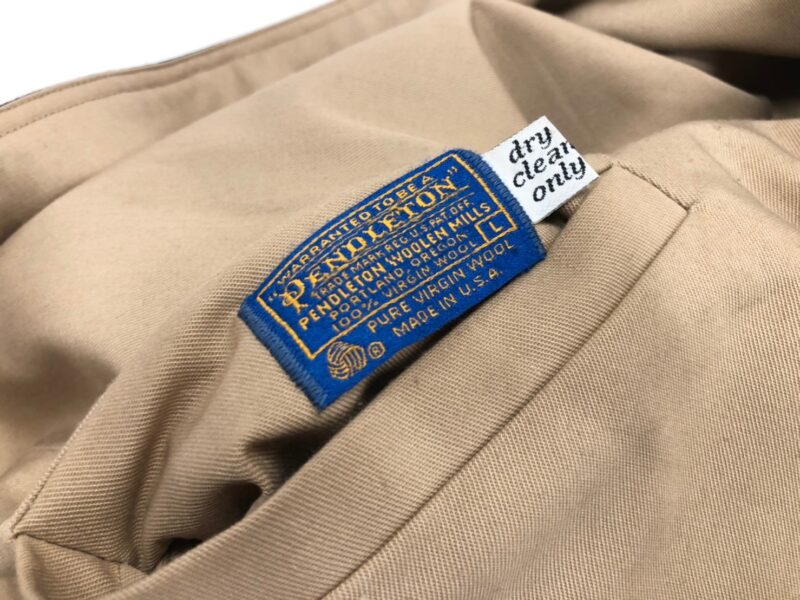 "WARRANTED TO BE A
PENDLETON"
TRADE MARK REG U.S. PAT. OFF.
PENDLETON WOOLEN MILLS
PORTLAND, OREGON
100% VIRGIN WOOL
L
PURE VIRGIN WOOL
® MADE IN U.S.A.
dry
clean
only